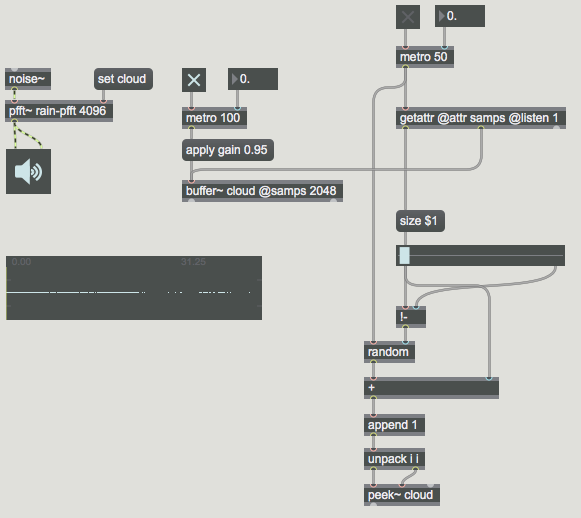 0.
metro 50
noise~
set cloud
0.
pfft~ rain-pfft 4096
metro 100
getattr @attr samps @listen 1
apply gain 0.95
buffer~ cloud @samps 2048
size $1
0.00
31.25
!-
random
+
append 1
unpack i i
peek~ cloud